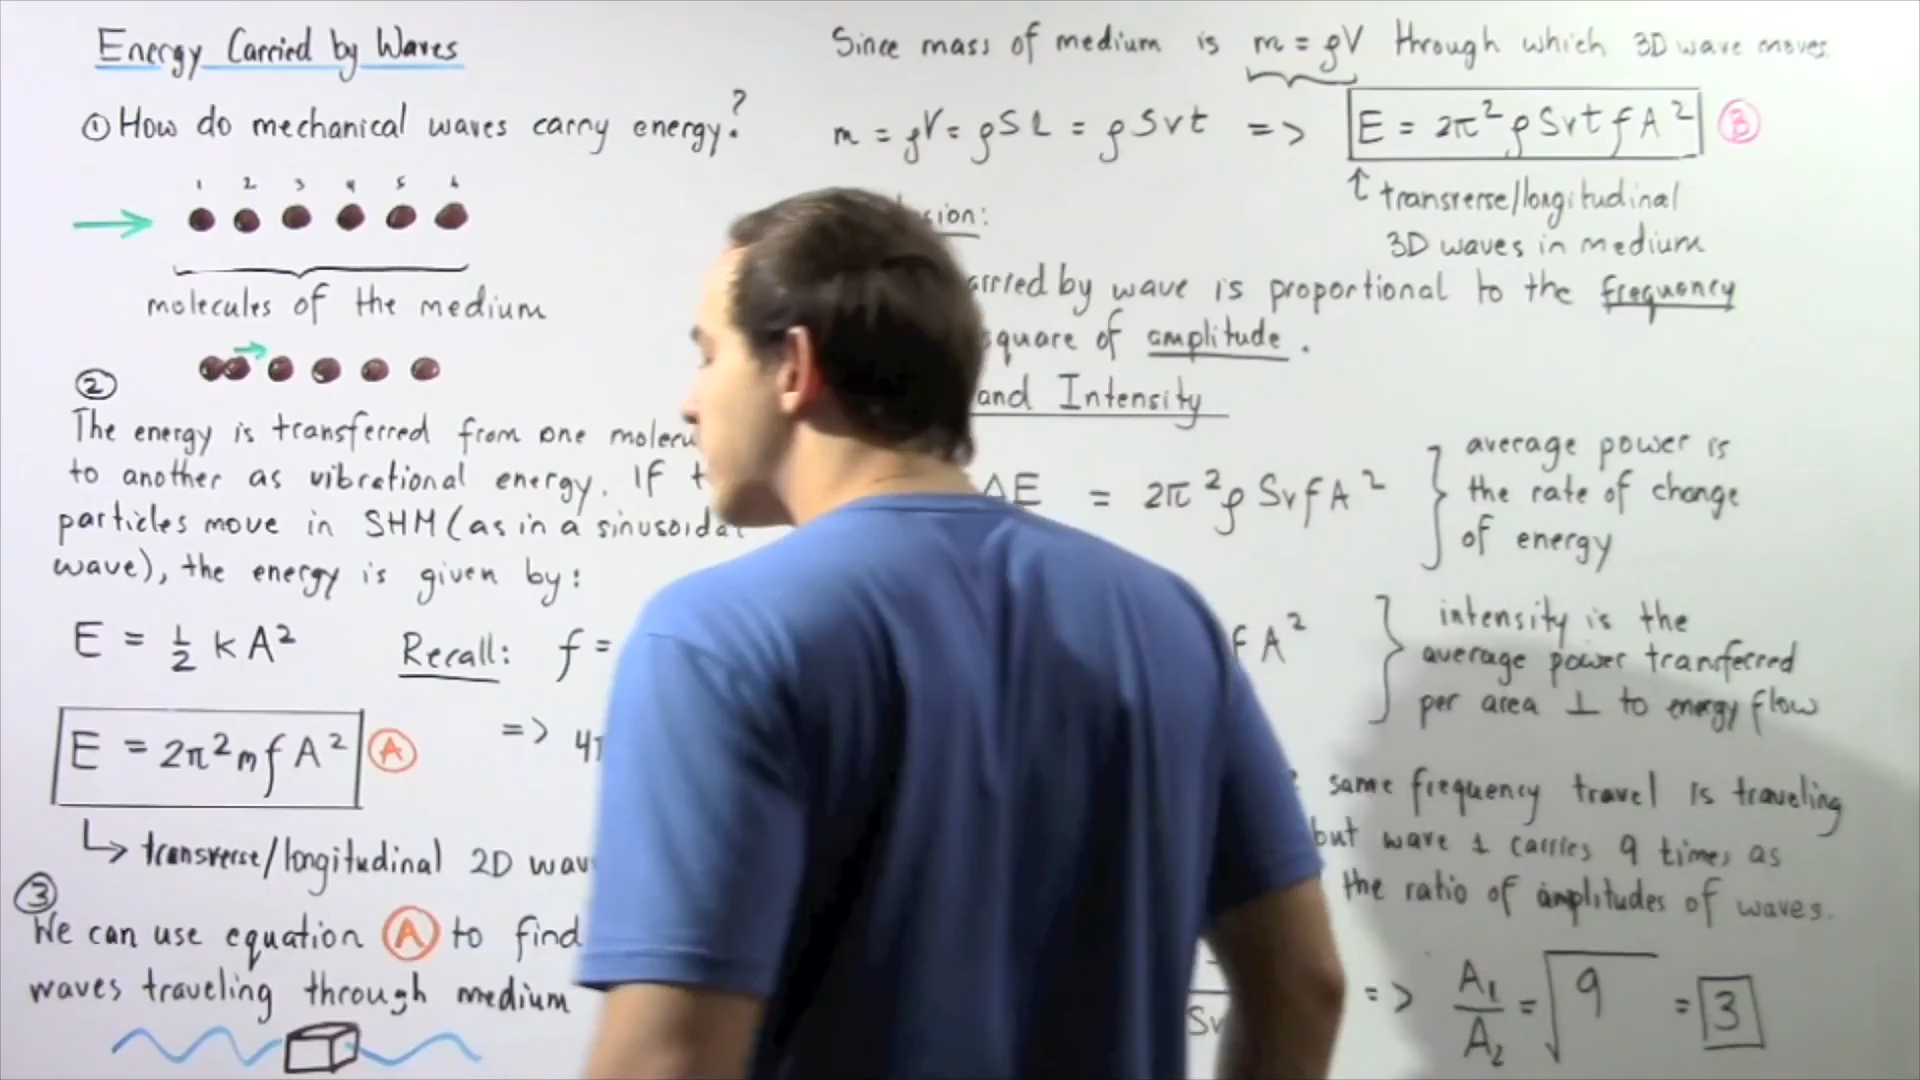 Energy Carried by Waves
① How do mechanical waves carry energy?
1 2 3 4 5 6
molecules of the medium
②
The energy is transferred from one
to another as vibrational energy. If
particles move in SHM (as in a sinusoidal
wave), the energy is given by:
E = ½ kA²
Recall: f =
E = 2π²mfA² Ⓐ
=>
↳ transverse/longitudinal 2D
③
We can use equation Ⓐ to find
waves traveling through medium
Since mass of medium is m = ρV through which 3D wave moves
m = ρV = ρSl = ρSvt => E = 2π²ρSvtfA² Ⓑ
↑ transverse/longitudinal
3D waves in medium
by wave is proportional to the frequency
of amplitude.
and Intensity
ΔE = 2π²ρSvfA²
average power is
the rate of change
of energy
fA²
intensity is the
average power transferred
per area ⊥ to energy flow
same frequency travel is traveling
but wave 1 carries 9 times as
the ratio of amplitudes of waves.
Sv
=> A₁/A₂ = √9 = 3